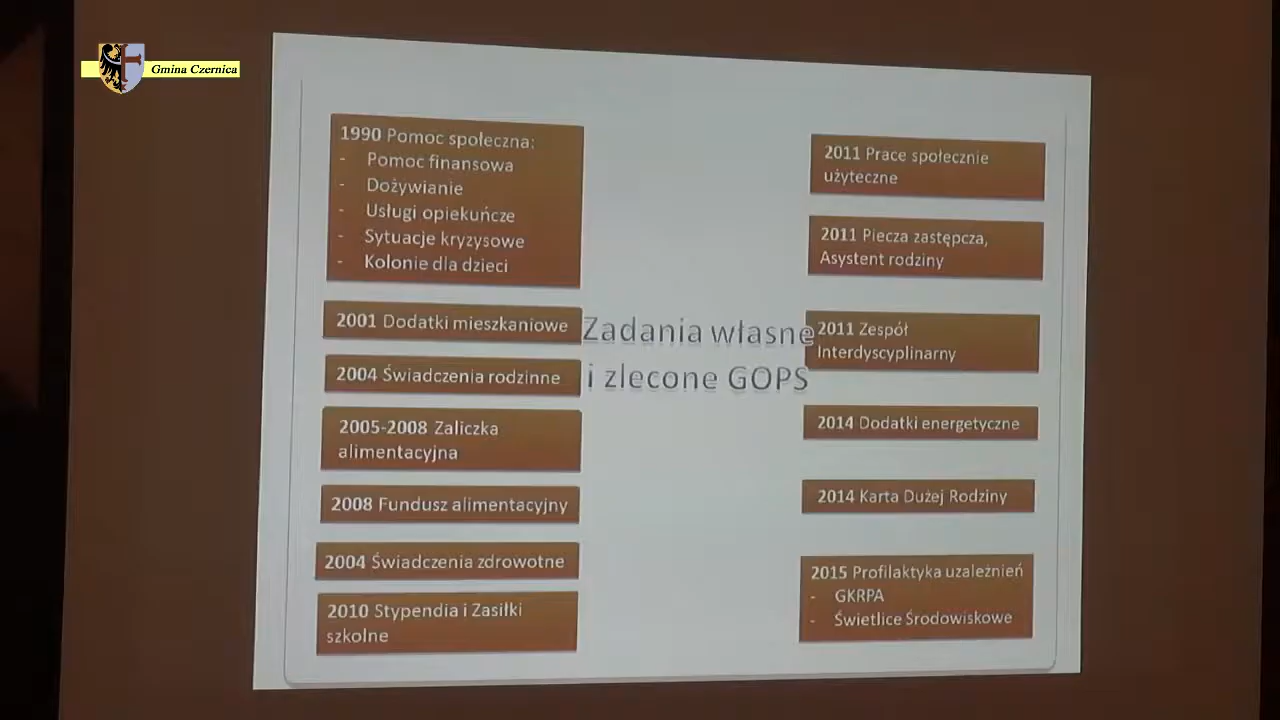 Gmina Czernica
1990 Pomoc społeczna:
- Pomoc finansowa
- Dożywianie
- Usługi opiekuńcze
- Sytuacje kryzysowe
- Kolonie dla dzieci
2001 Dodatki mieszkaniowe
2004 Świadczenia rodzinne
2005-2008 Zaliczka
alimentacyjna
2008 Fundusz alimentacyjny
2004 Świadczenia zdrowotne
2010 Stypendia i Zasiłki
szkolne
Zadania własne
i zlecone GOPS
2011 Prace społecznie
użyteczne
2011 Piecza zastępcza,
Asystent rodziny
2011 Zespół
Interdyscyplinarny
2014 Dodatki energetyczne
2014 Karta Dużej Rodziny
2015 Profilaktyka uzależnień
- GKRPA
- Świetlice Środowiskowe